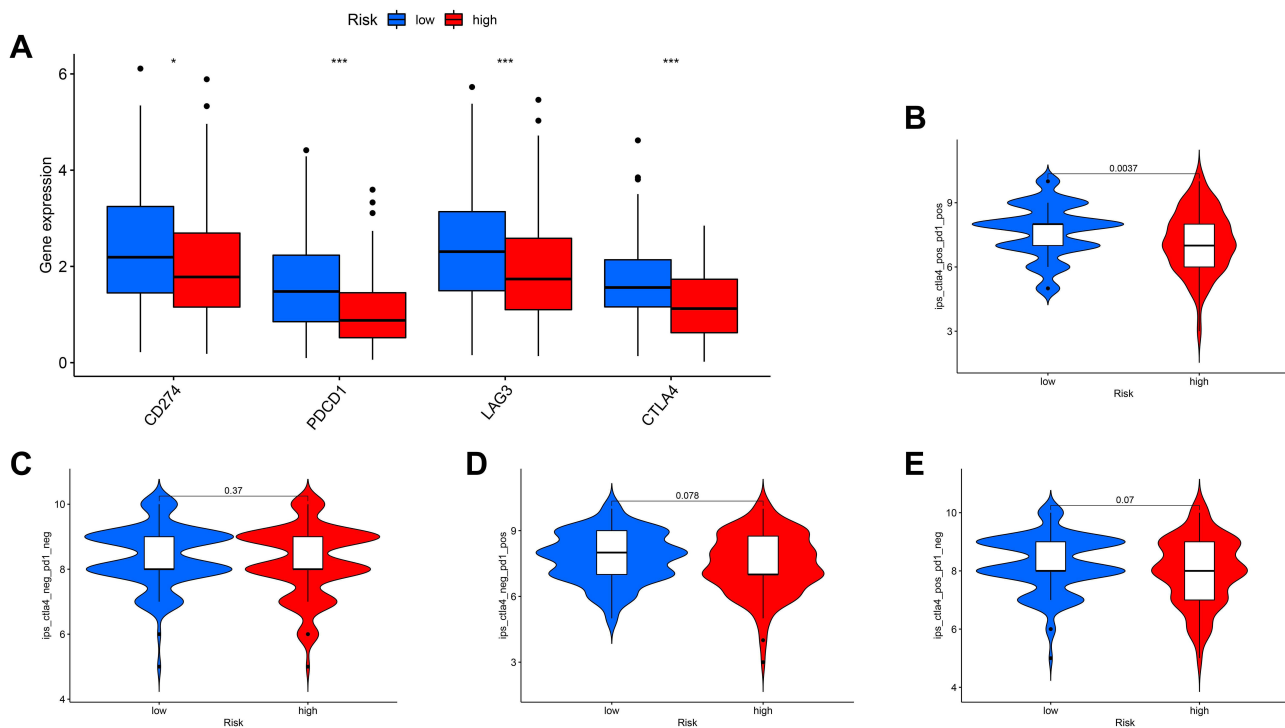 Risk low high
A
* *** *** ***
Gene expression
6
4
2
0
CD274 PDCD1 LAG3 CTLA4
B
ips_ctla4_pos_pd1_pos
0.0037
9
6
3
low high
Risk
C
ips_ctla4_neg_pd1_neg
0.37
10
8
6
4
low high
Risk
D
ips_ctla4_neg_pd1_pos
0.078
9
6
3
low high
Risk
E
ips_ctla4_pos_pd1_neg
0.07
10
8
6
4
low high
Risk